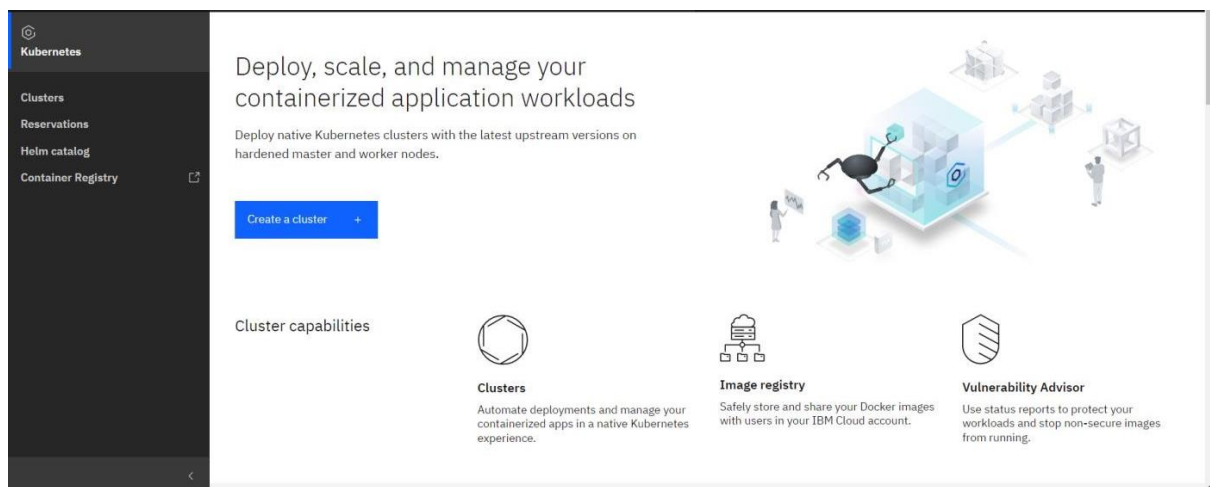 Kubernetes
Clusters
Reservations
Helm catalog
Container Registry
Deploy, scale, and manage your
containerized application workloads
Deploy native Kubernetes clusters with the latest upstream versions on
hardened master and worker nodes.
Create a cluster +
Cluster capabilities
Clusters
Automate deployments and manage your
containerized apps in a native Kubernetes
experience.
Image registry
Safely store and share your Docker images
with users in your IBM Cloud account.
Vulnerability Advisor
Use status reports to protect your
workloads and stop non-secure images
from running.